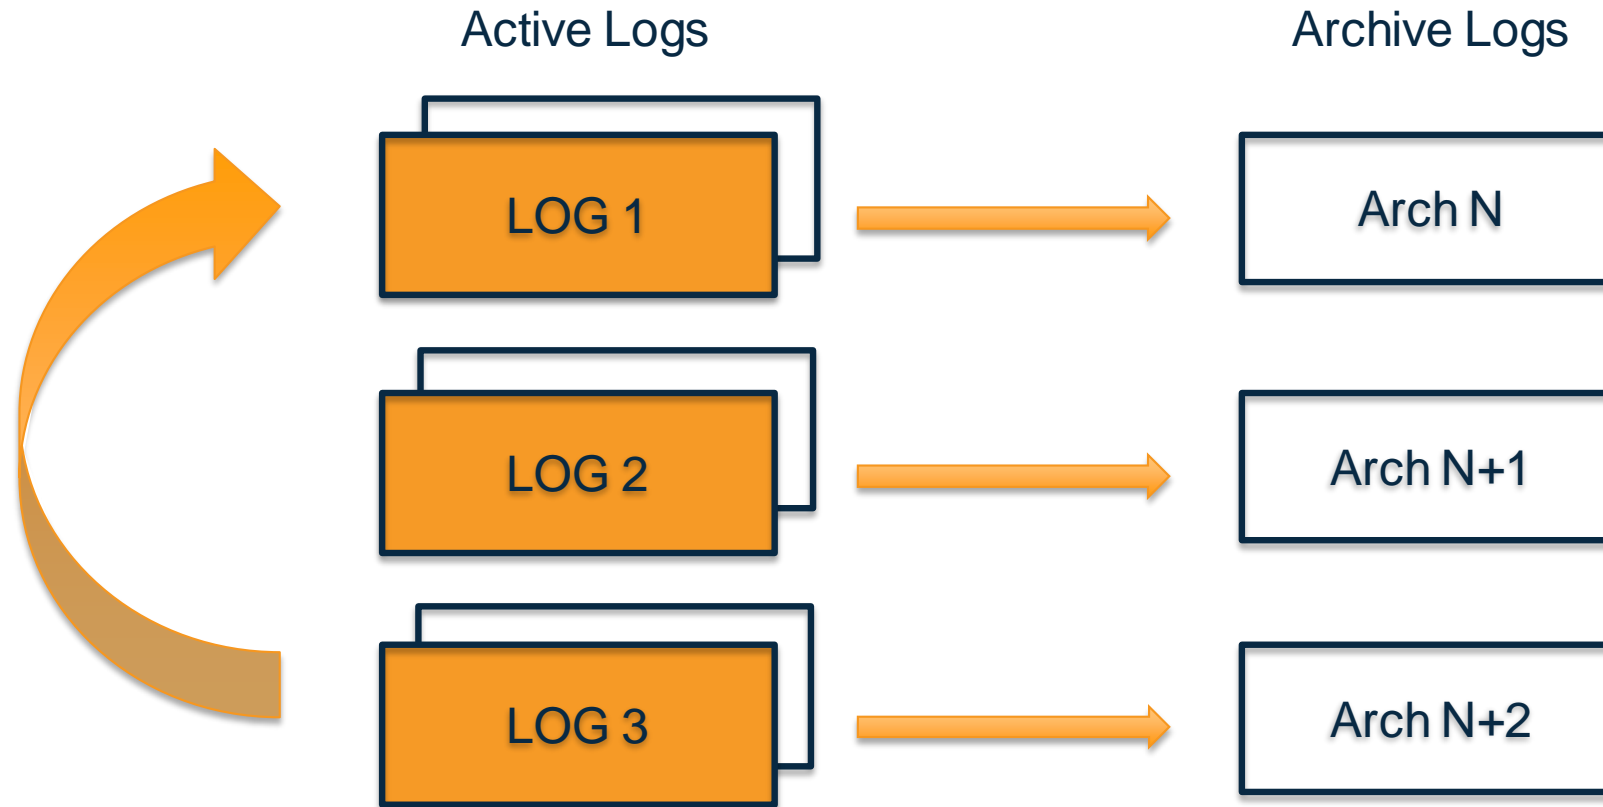 Active Logs
Archive Logs
LOG 1
Arch N
LOG 2
Arch N+1
LOG 3
Arch N+2